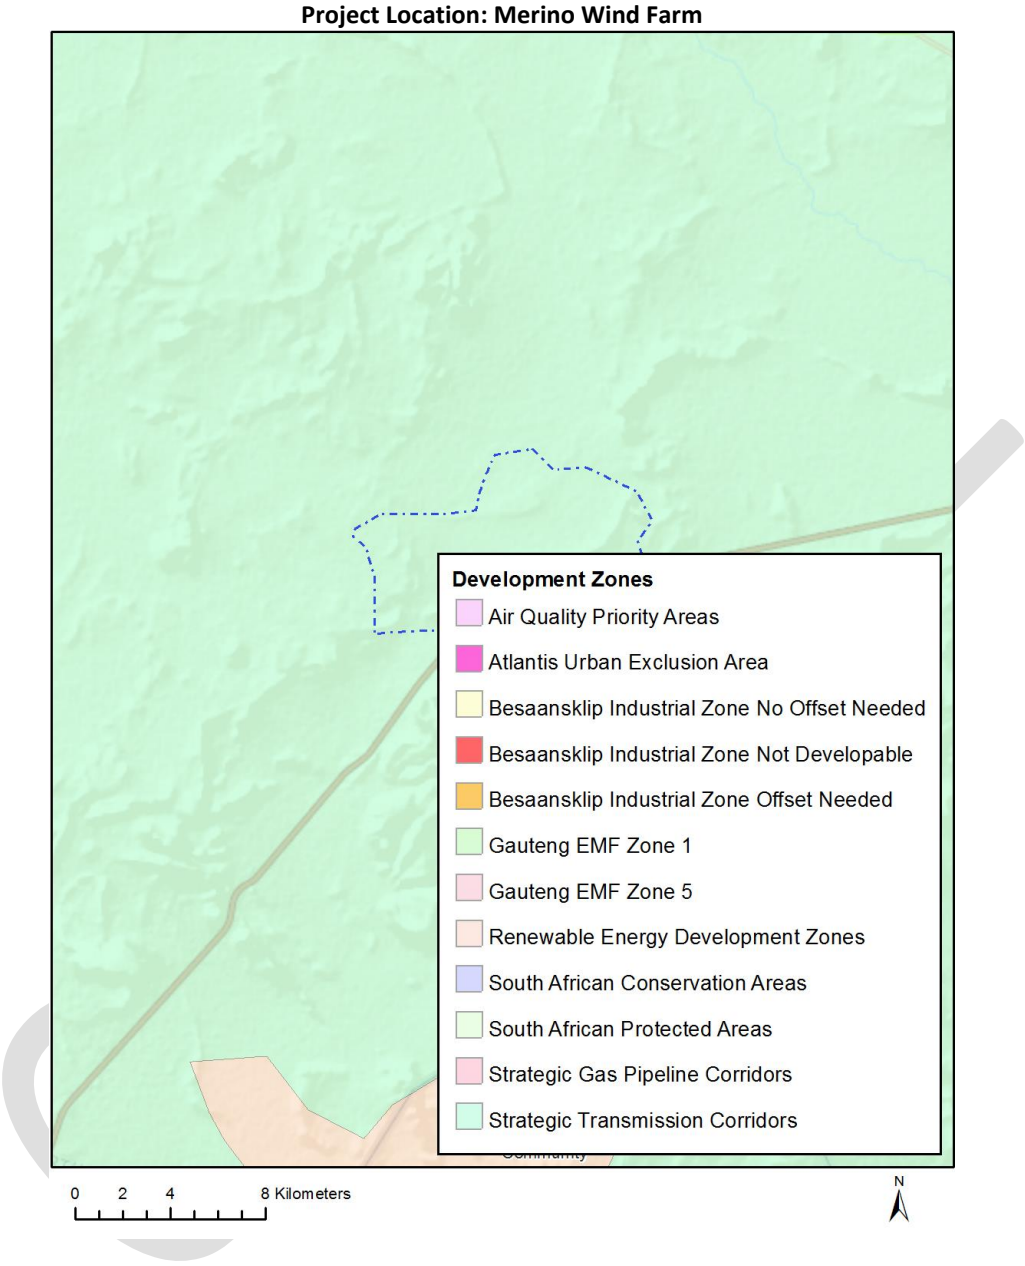 Project Location: Merino Wind Farm
Development Zones
Air Quality Priority Areas
Atlantis Urban Exclusion Area
Besaansklip Industrial Zone No Offset Needed
Besaansklip Industrial Zone Not Developable
Besaansklip Industrial Zone Offset Needed
Gauteng EMF Zone 1
Gauteng EMF Zone 5
Renewable Energy Development Zones
South African Conservation Areas
South African Protected Areas
Strategic Gas Pipeline Corridors
Strategic Transmission Corridors
Community
0 2 4 8 Kilometers
N